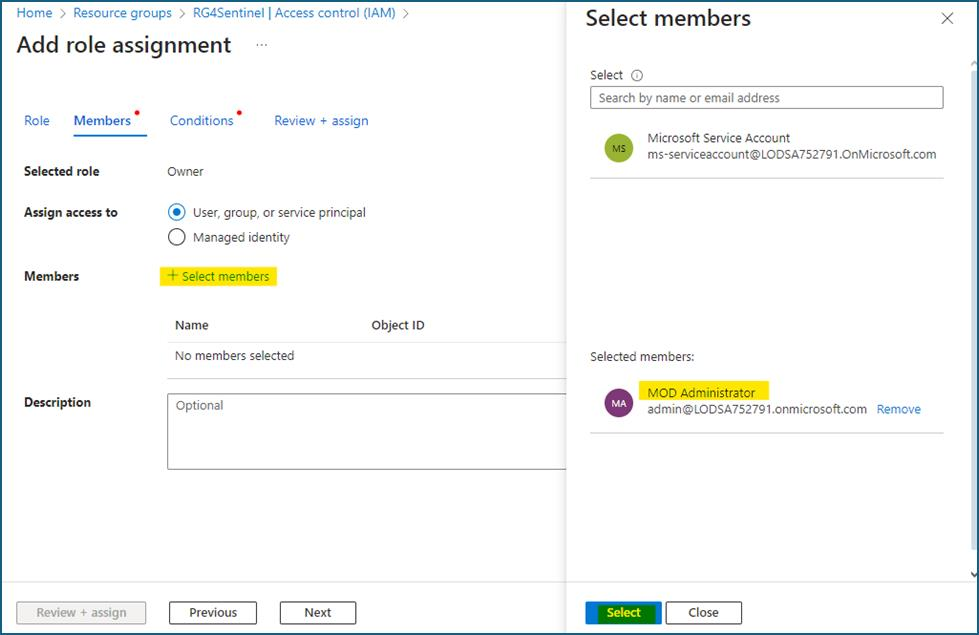 Home > Resource groups > RG4Sentinel | Access control (IAM) >
Add role assignment ...
Role Members Conditions Review + assign
Selected role Owner
Assign access to User, group, or service principal
Managed identity
Members + Select members
Name Object ID
No members selected
Description Optional
Review + assign Previous Next
Select members
Select
Search by name or email address
MS Microsoft Service Account
ms-serviceaccount@LODSA752791.OnMicrosoft.com
Selected members:
MA MOD Administrator
admin@LODSA752791.onmicrosoft.com Remove
Select Close